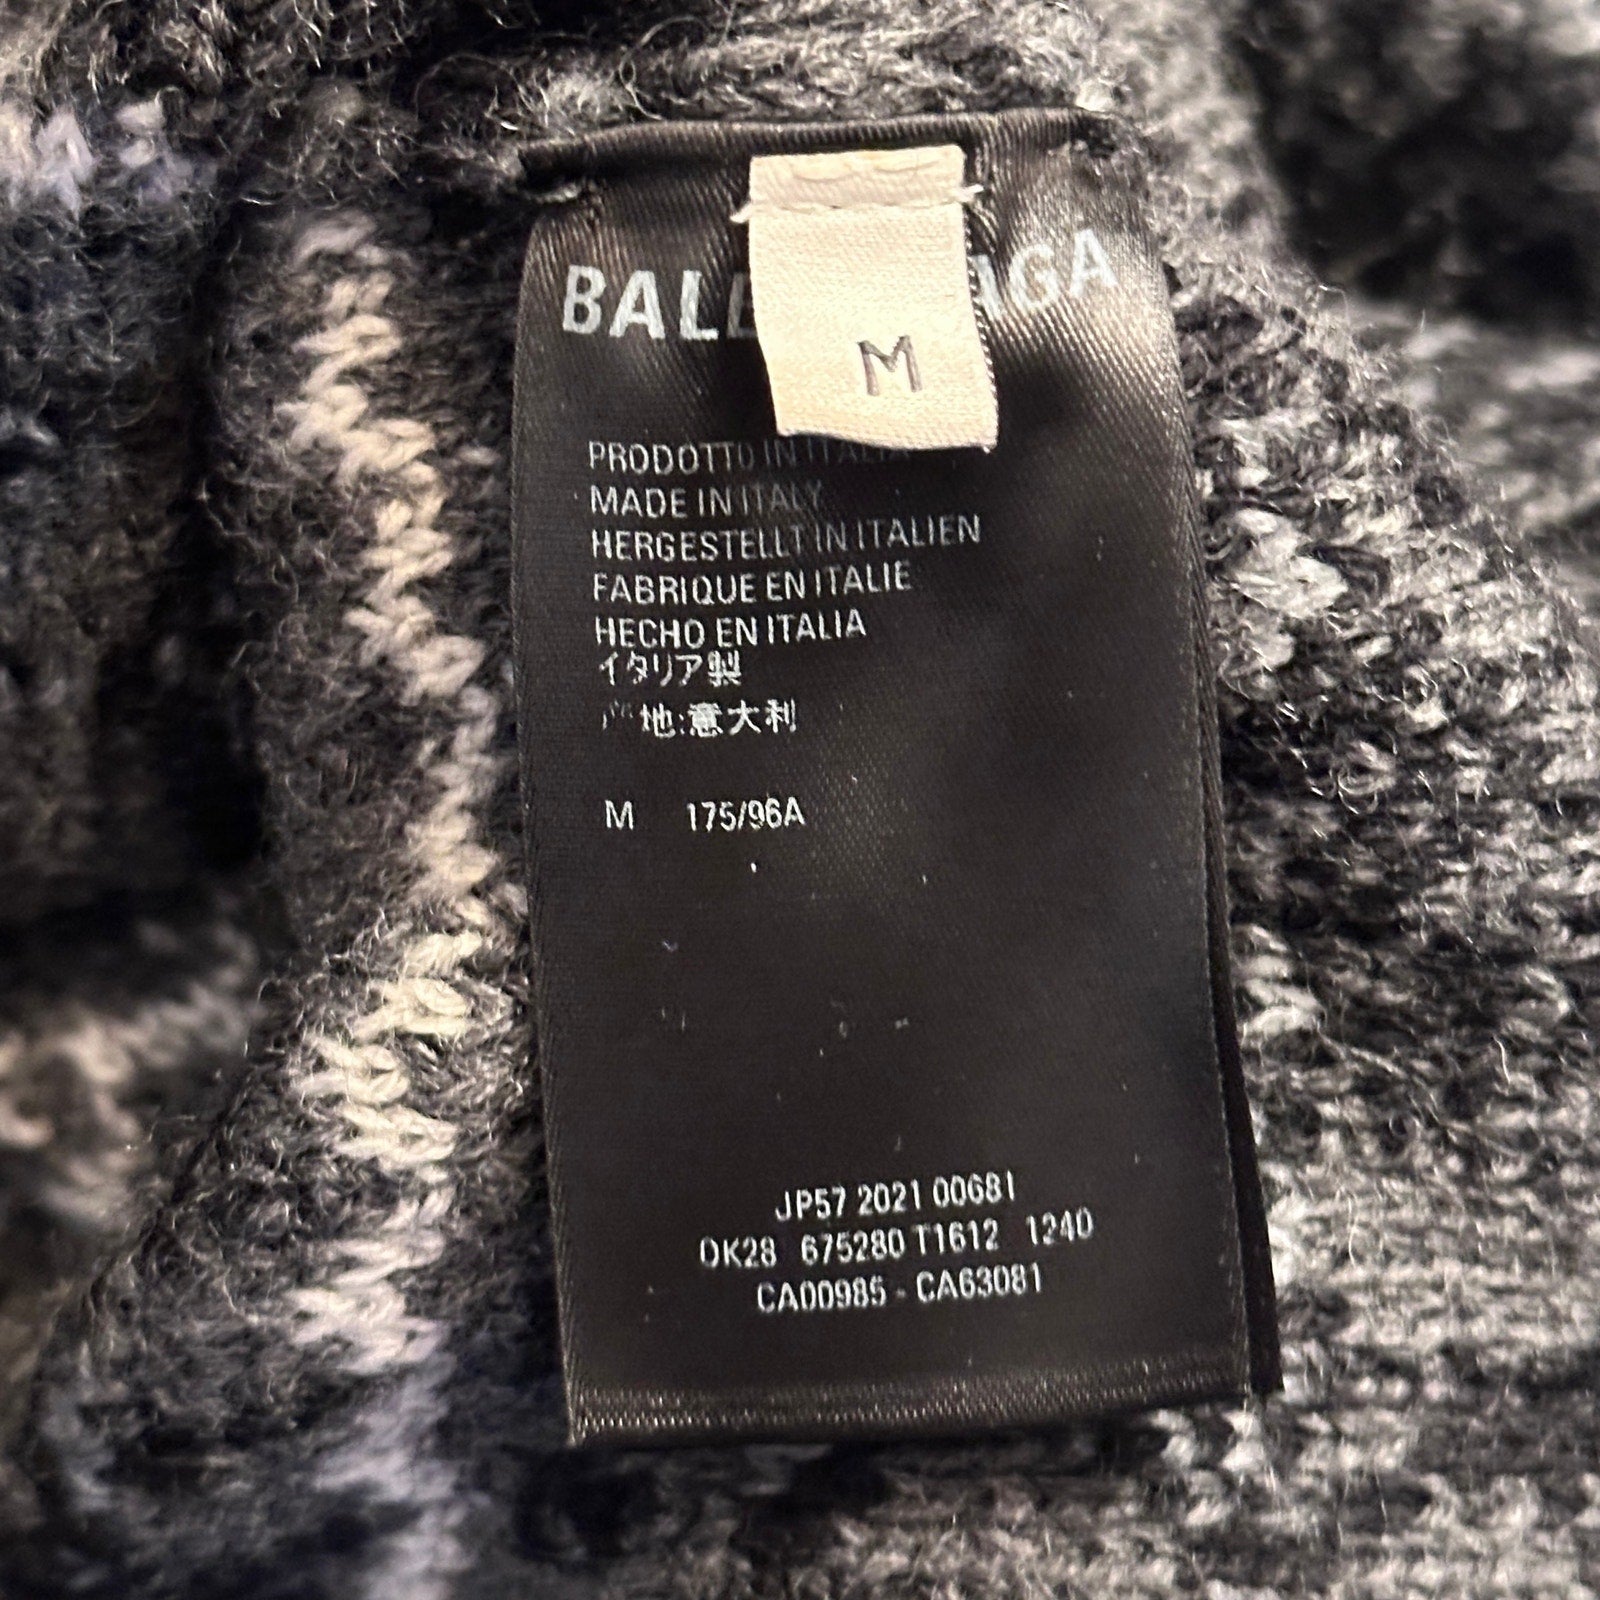 M
PRODOTTO IN ITALIA
MADE IN ITALY
HERGESTELLT IN ITALIEN
FABRIQUE EN ITALIE
HECHO EN ITALIA
イタリア製
地:意大利
M 175/96A
JP57 2021 00681
OK28 675280 T1612 1240
CA00985 - CA63081